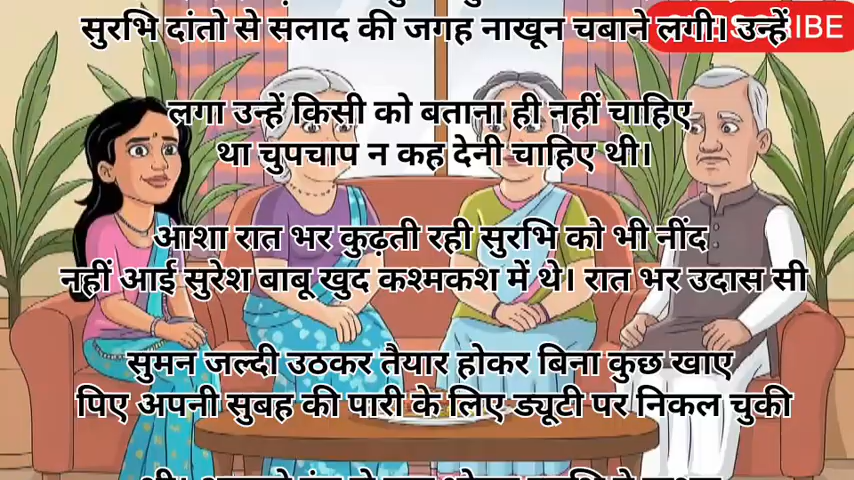 सुरभि दांतो से सलाद की जगह नाखून चबाने लगी। उन्हें
लगा उन्हें किसी को बताना ही नहीं चाहिए
था चुपचाप न कह देनी चाहिए थी।
आशा रात भर कुढ़ती रही सुरभि को भी नींद
नहीं आई सुरेश बाबू खुद कश्मकश में थे। रात भर उदास सी
सुमन जल्दी उठकर तैयार होकर बिना कुछ खाए
पिए अपनी सुबह की पारी के लिए ड्यूटी पर निकल चुकी